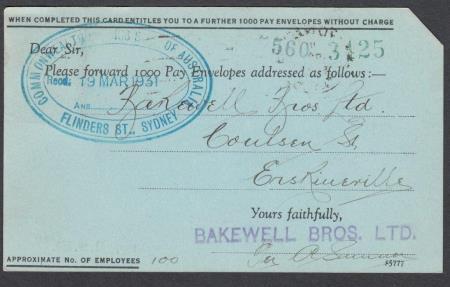 WHEN COMPLETED THIS CARD ENTITLES YOU TO A FURTHER 1000 PAY ENVELOPES WITHOUT CHARGE
Dear Sir,
560 3425
COMMONWEALTH OF AUSTRALIA
Recd. 19 MAR 1931
Ans
FLINDERS ST., SYDNEY
Please forward 1000 Pay Envelopes addressed as follows:—
Bakewell Bros Ltd.
Coulson St
Erskineville
Yours faithfully,
BAKEWELL BROS. LTD.
Per A
APPROXIMATE No. OF EMPLOYEES 100